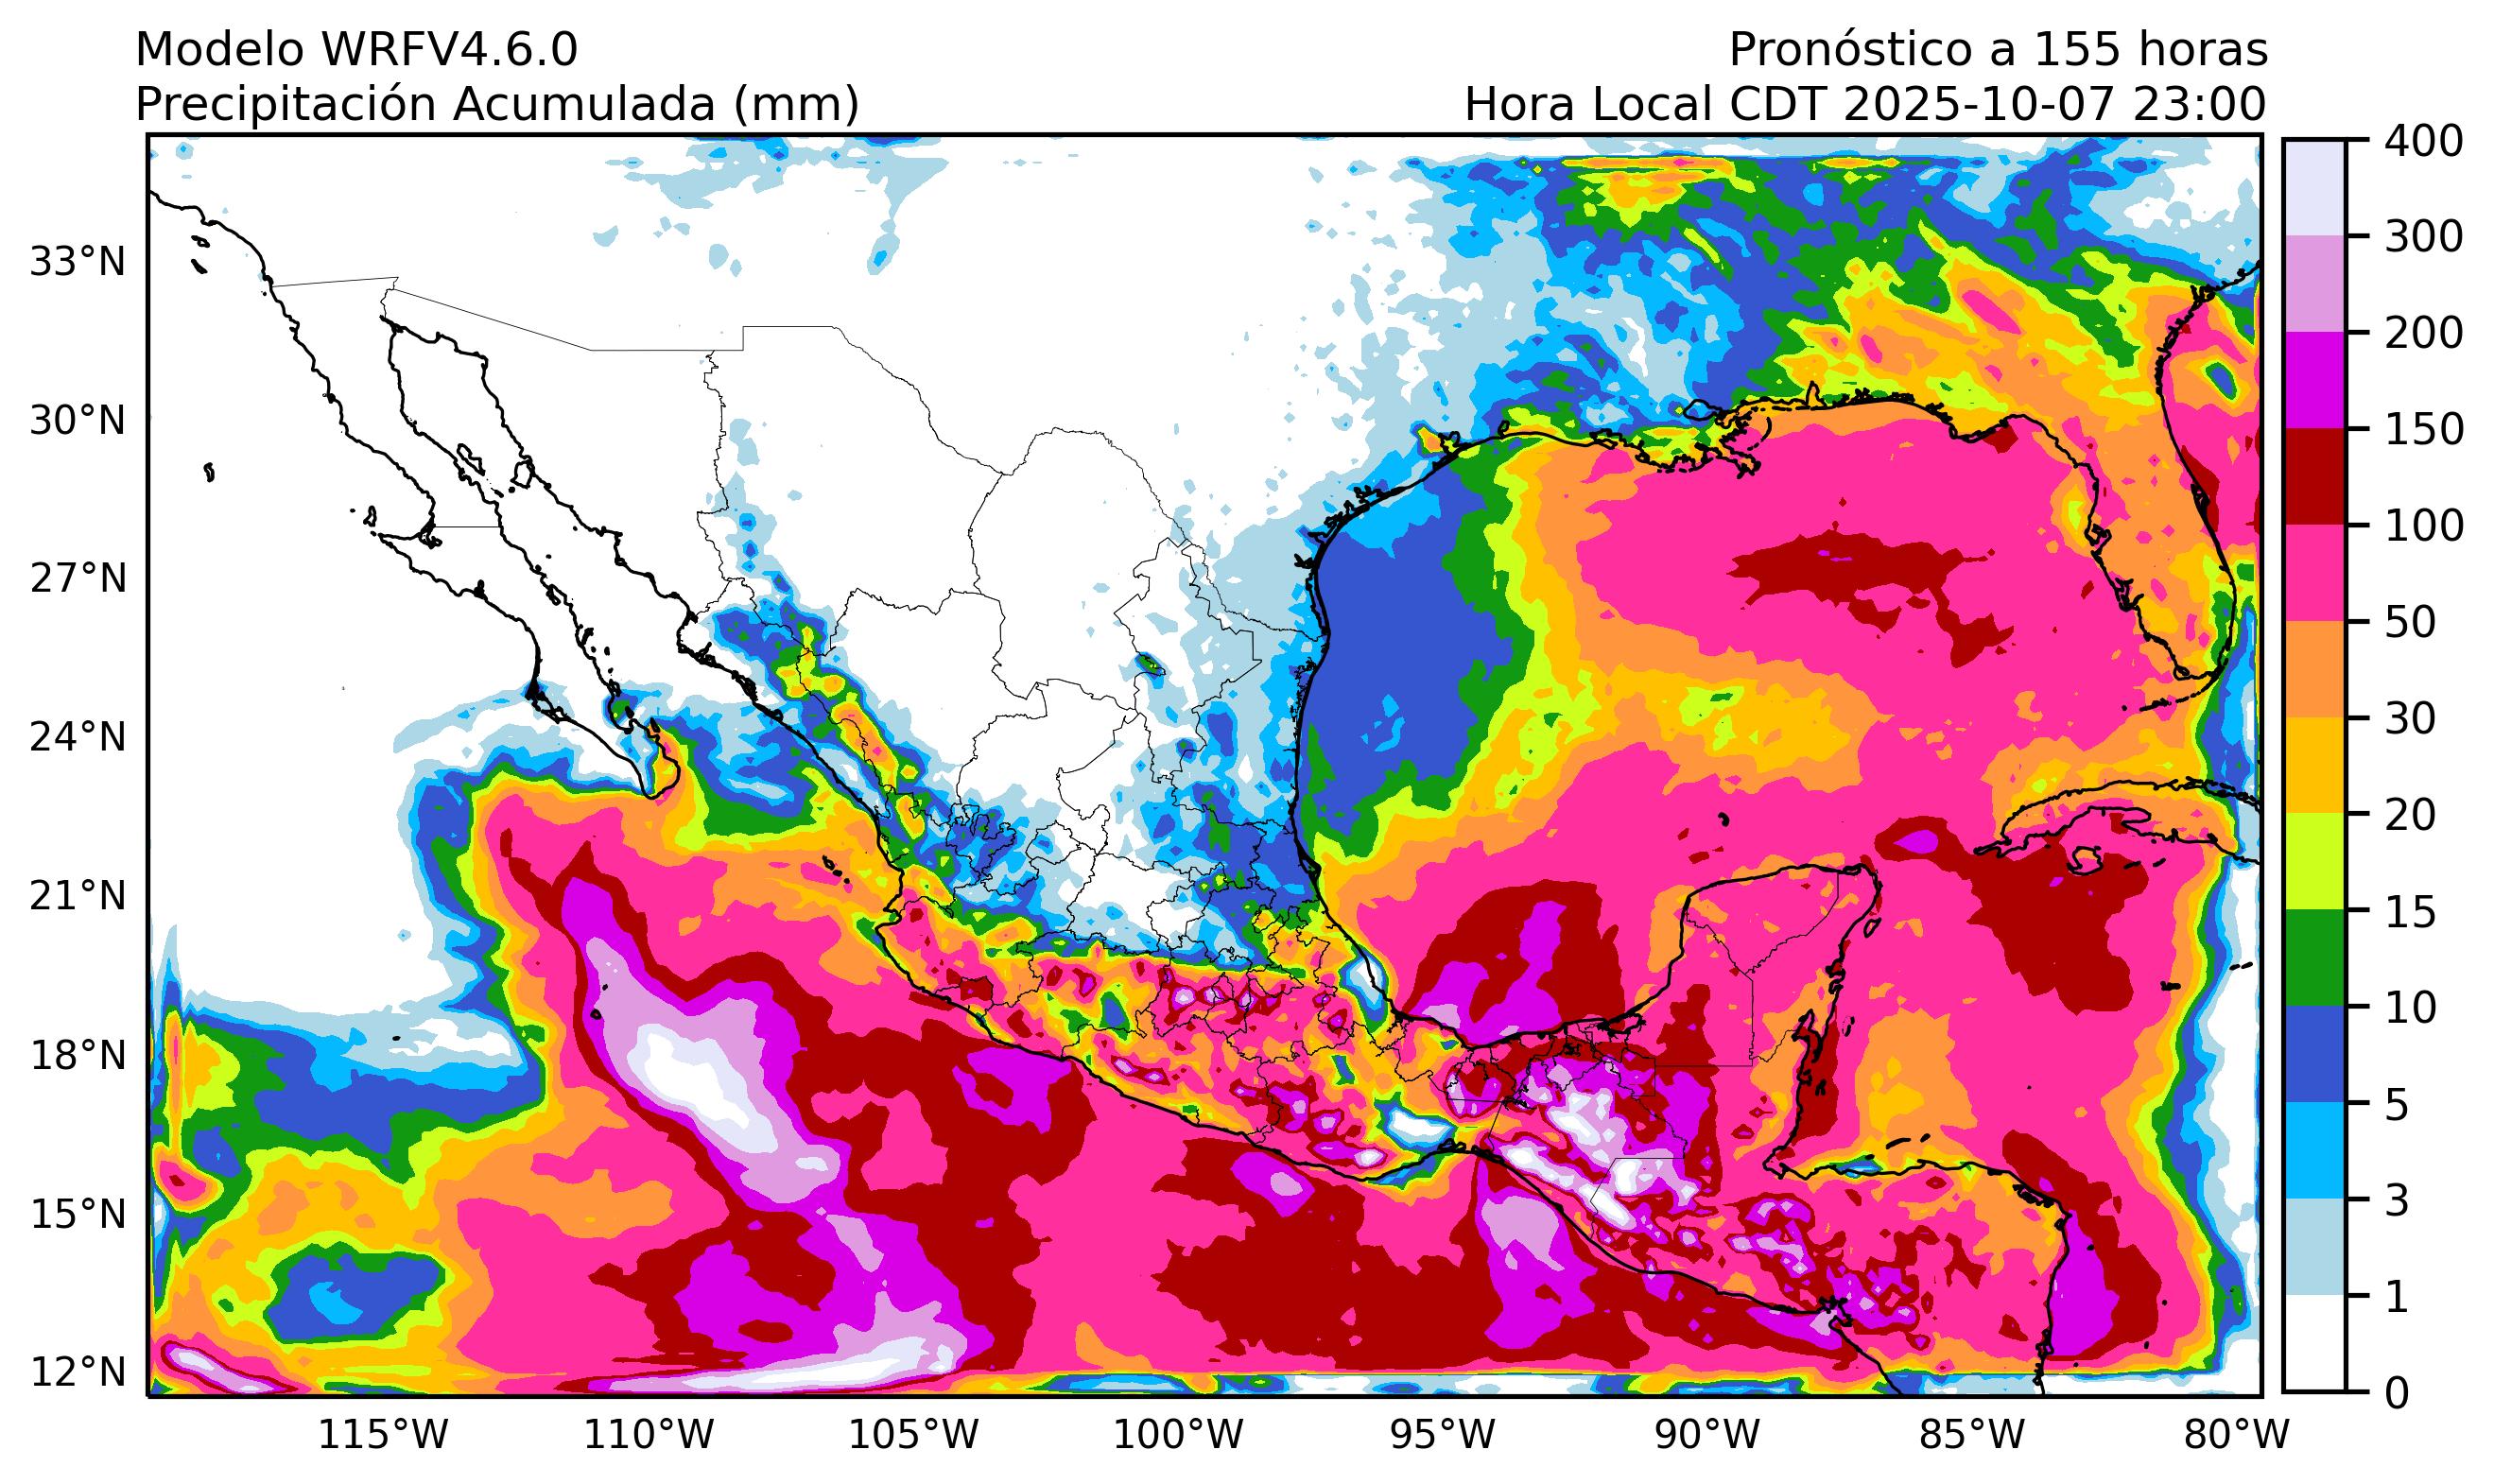 Modelo WRFV4.6.0
Precipitación Acumulada (mm)
Pronóstico a 155 horas
Hora Local CDT 2025-10-07 23:00
33°N
30°N
27°N
24°N
21°N
18°N
15°N
12°N
115°W
110°W
105°W
100°W
95°W
90°W
85°W
80°W
400
300
200
150
100
50
30
20
15
10
5
3
1
0